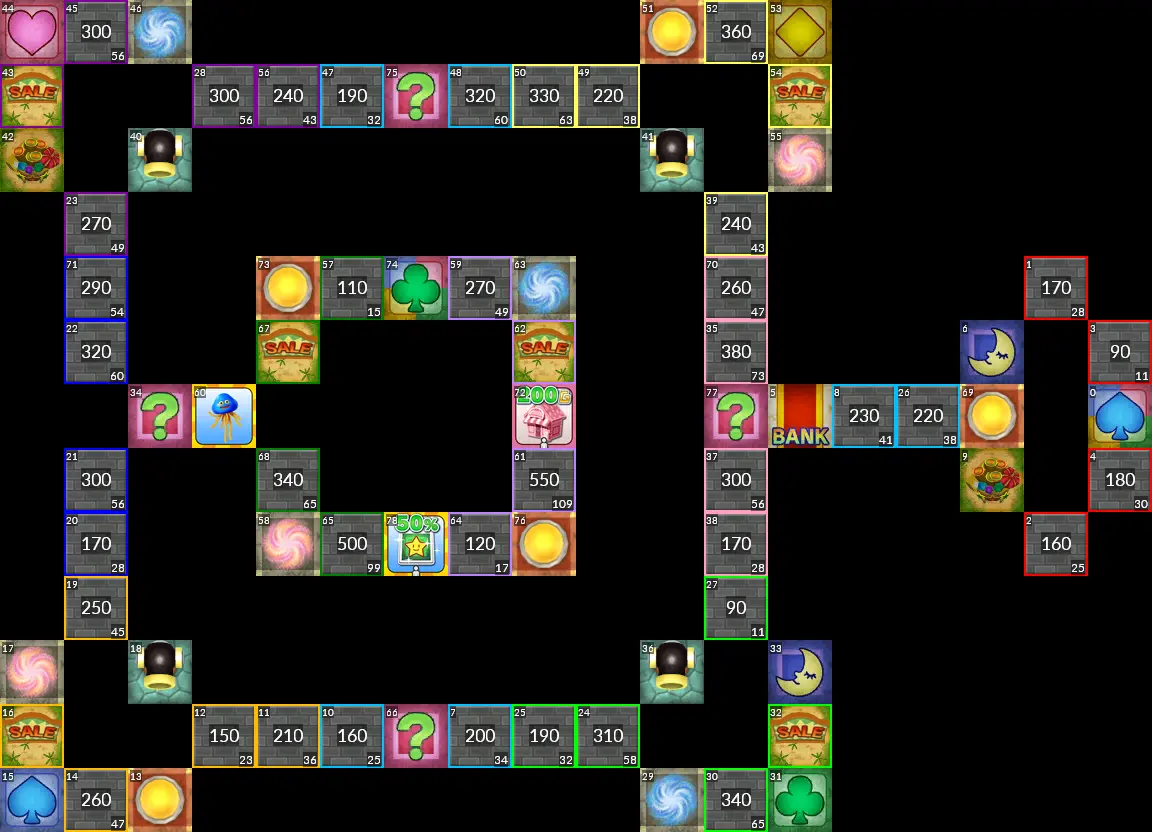 44 45 300 56 46 51 52 360 69 53
43 SALE 28 300 56 56 240 43 47 190 32 75 ? 48 320 60 50 330 63 49 220 38 54 SALE
42 40 41 55
23 270 49 39 240 43
71 290 54 73 57 110 15 74 59 270 49 63 70 260 47 1 170 28
22 320 60 67 SALE 62 SALE 35 380 73 6 3 90 11
34 ? 60 72 200G 77 ? 5 BANK 8 230 41 26 220 38 69 0
21 300 56 68 340 65 61 550 109 37 300 56 9 4 180 30
20 170 28 58 65 500 99 78 50% 64 120 17 76 38 170 28 2 160 25
19 250 45 27 90 11
17 18 36 33
16 SALE 12 150 23 11 210 36 10 160 25 66 ? 7 200 34 25 190 32 24 310 58 32 SALE
15 14 260 47 13 29 30 340 65 31